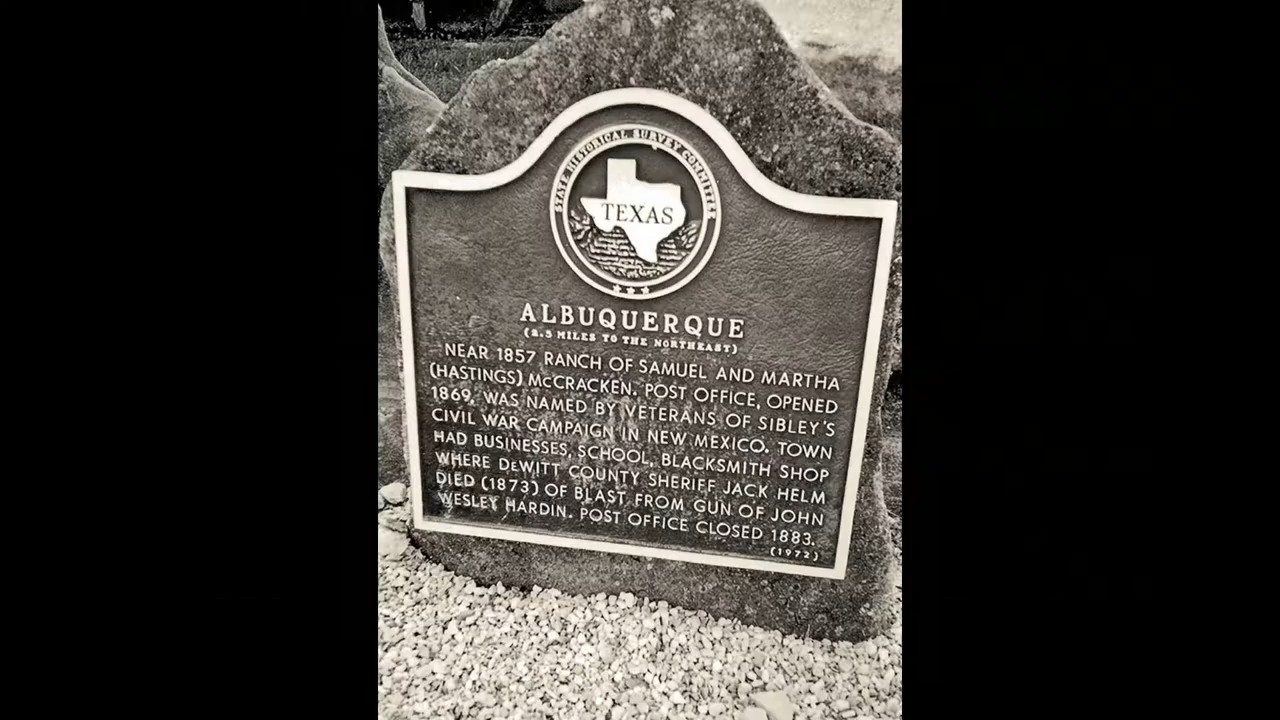 STATE HISTORICAL SURVEY COMMITTEE
TEXAS
ALBUQUERQUE
(2.5 MILES TO THE NORTHEAST)
NEAR 1857 RANCH OF SAMUEL AND MARTHA
(HASTINGS) McCRACKEN. POST OFFICE, OPENED
1869, WAS NAMED BY VETERANS OF SIBLEY'S
CIVIL WAR CAMPAIGN IN NEW MEXICO. TOWN
HAD BUSINESSES, SCHOOL, BLACKSMITH SHOP
WHERE DeWITT COUNTY SHERIFF JACK HELM
DIED (1873) OF BLAST FROM GUN OF JOHN
WESLEY HARDIN. POST OFFICE CLOSED 1883.
(1972)